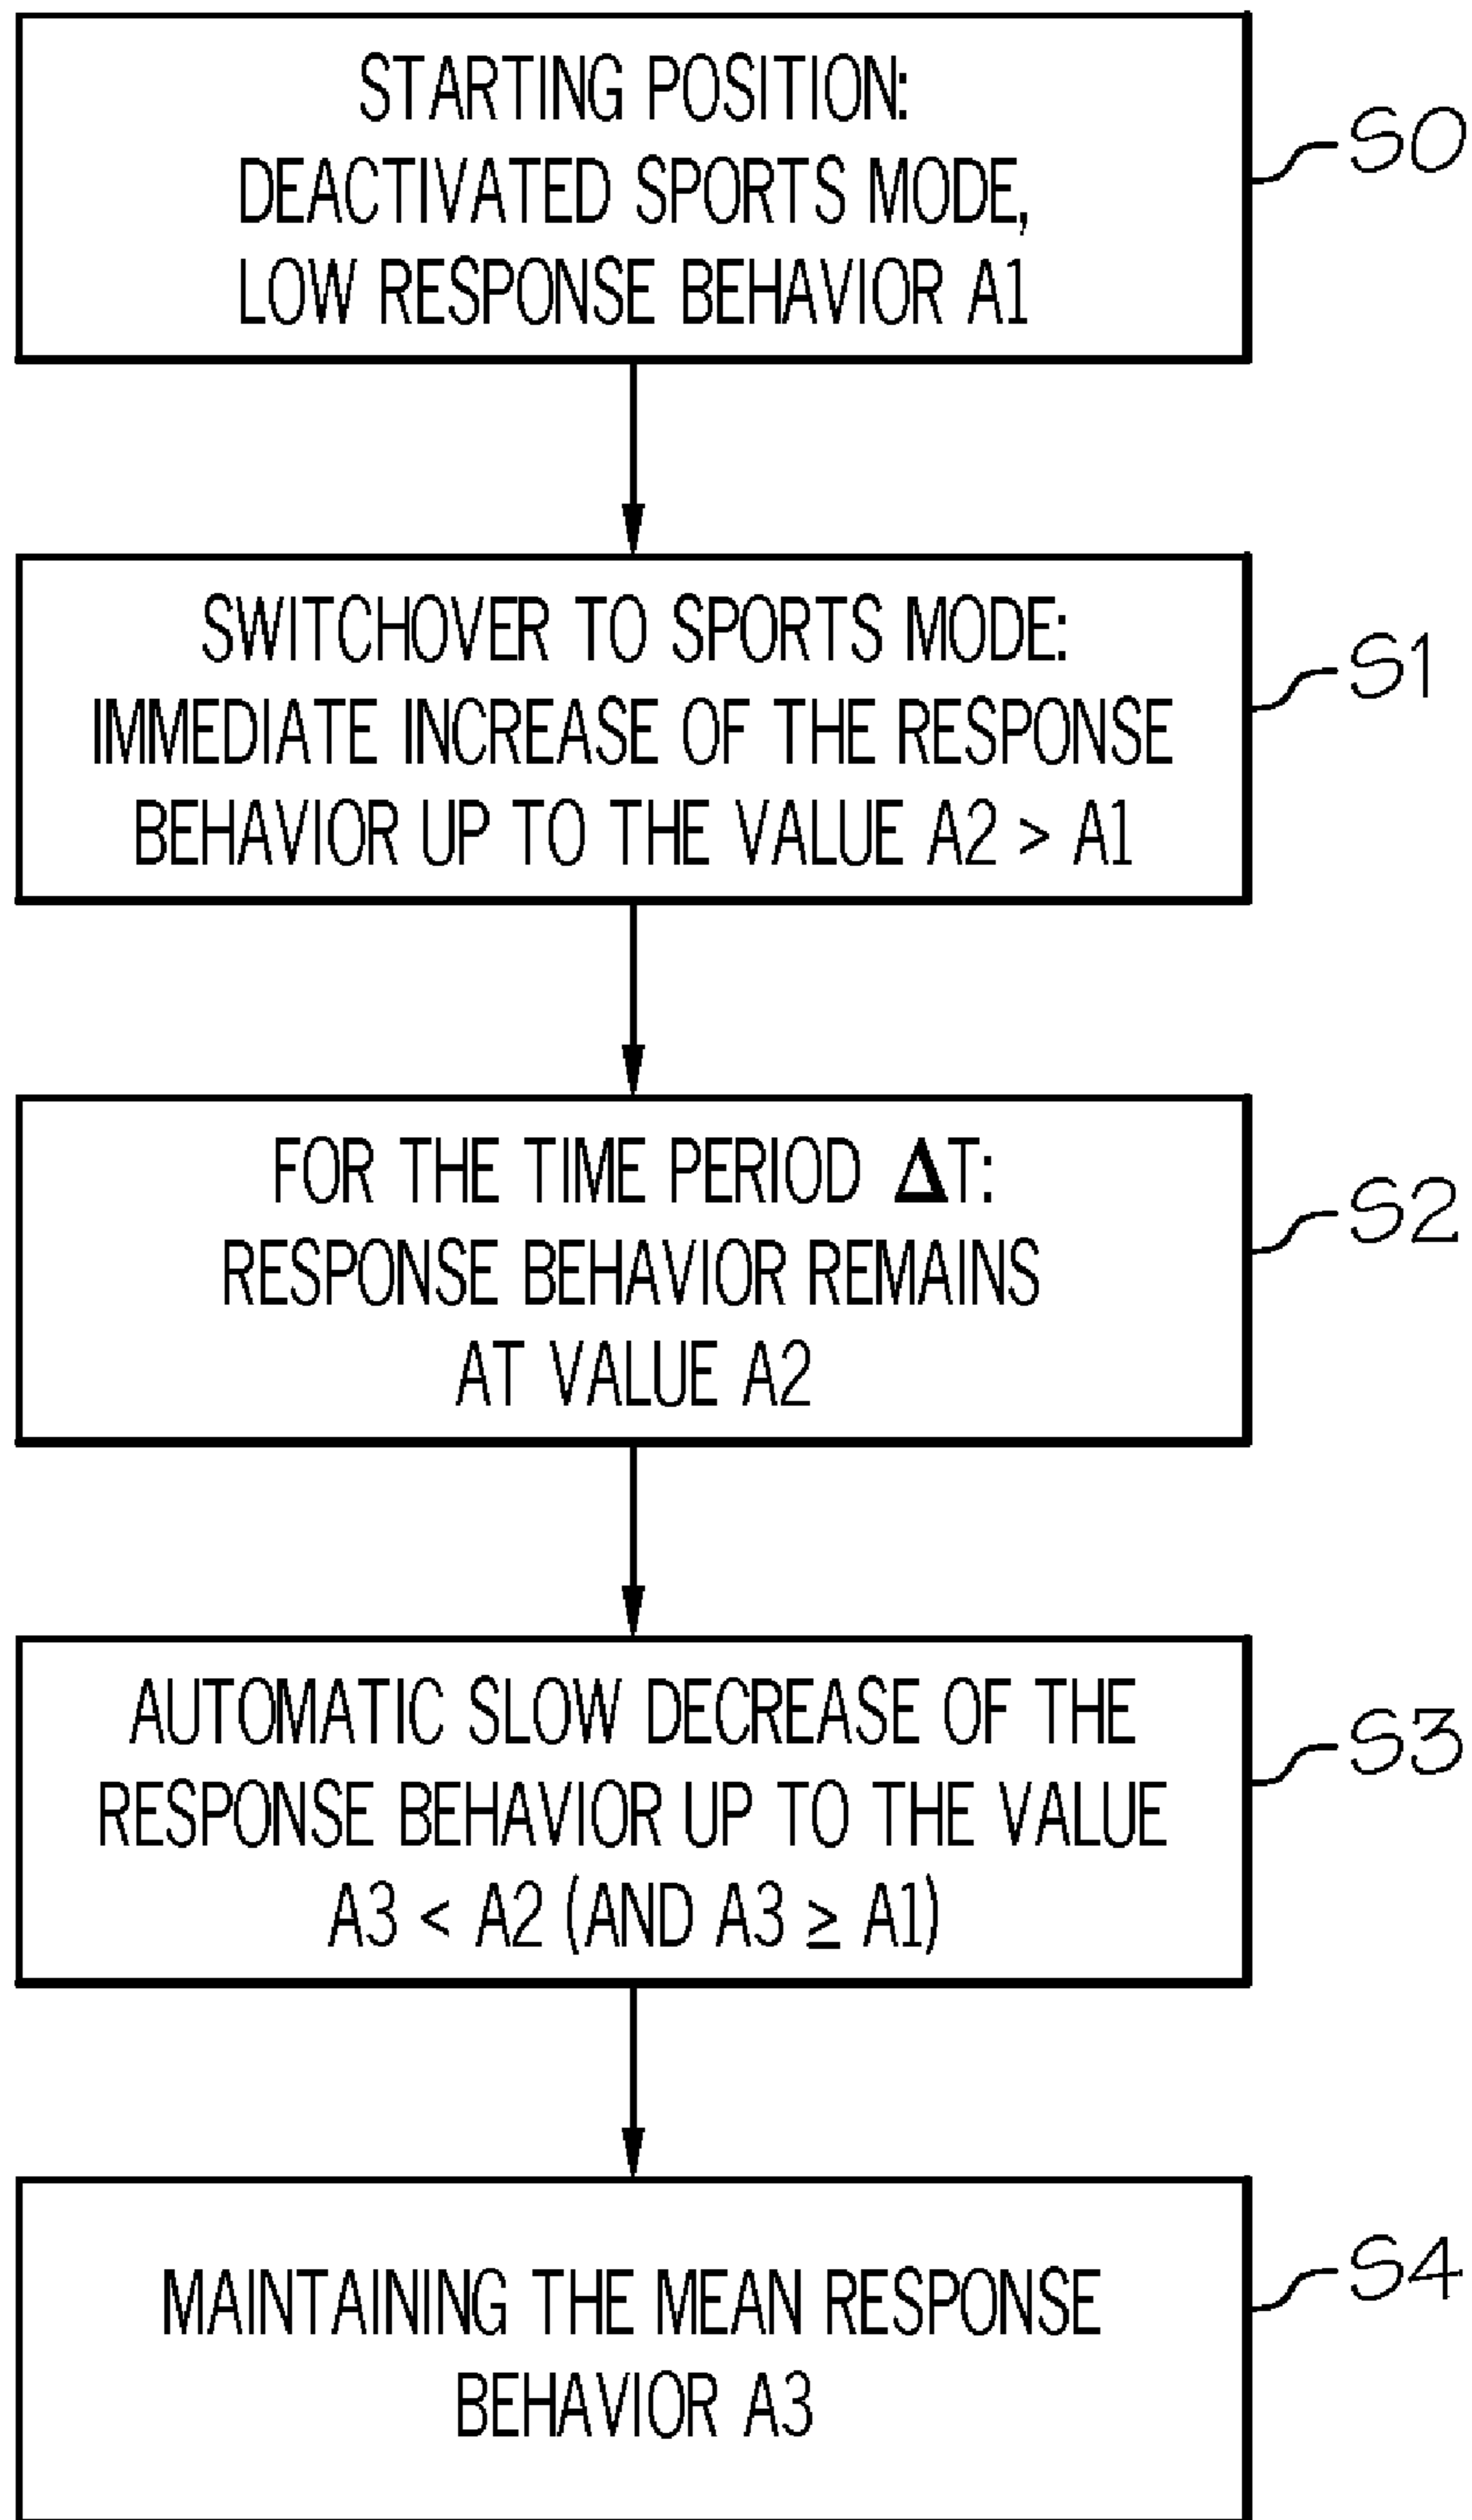 STARTING POSITION:
DEACTIVATED SPORTS MODE,
LOW RESPONSE BEHAVIOR A1
S0
SWITCHOVER TO SPORTS MODE:
IMMEDIATE INCREASE OF THE RESPONSE
BEHAVIOR UP TO THE VALUE A2 > A1
S1
FOR THE TIME PERIOD ΔT:
RESPONSE BEHAVIOR REMAINS
AT VALUE A2
S2
AUTOMATIC SLOW DECREASE OF THE
RESPONSE BEHAVIOR UP TO THE VALUE
A3 < A2 (AND A3 ≥ A1)
S3
MAINTAINING THE MEAN RESPONSE
BEHAVIOR A3
S4